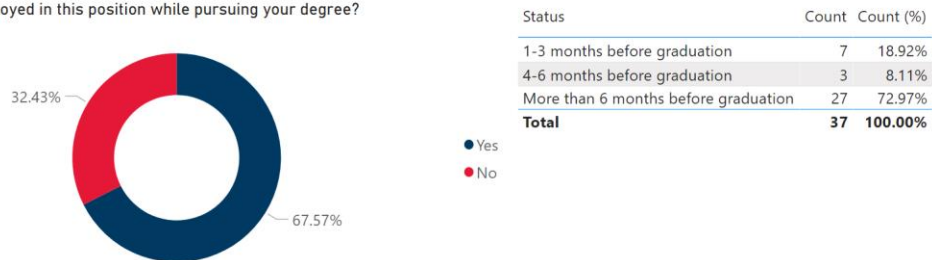 oyed in this position while pursuing your degree?
32.43%
67.57%
Yes
No
Status Count Count (%)
1-3 months before graduation 7 18.92%
4-6 months before graduation 3 8.11%
More than 6 months before graduation 27 72.97%
Total 37 100.00%